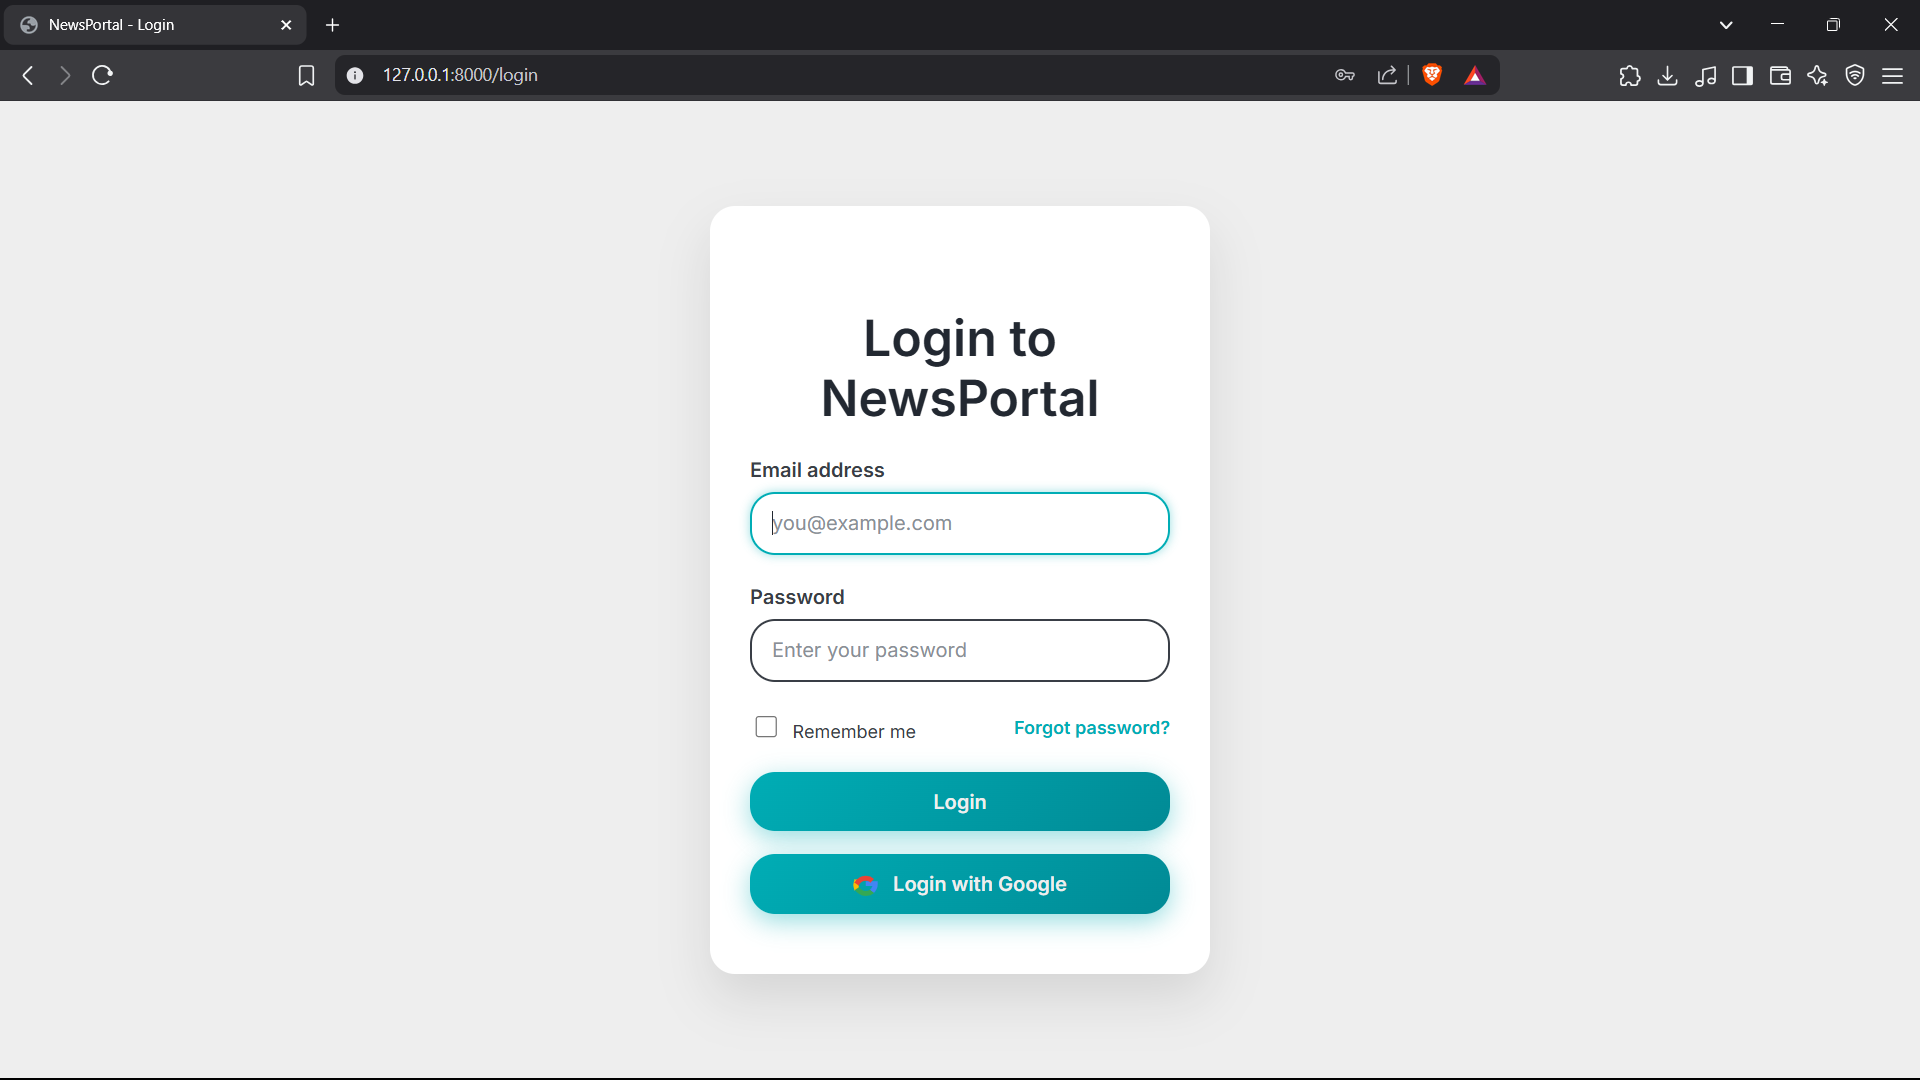 NewsPortal - Login
127.0.0.1:8000/login
Login to
NewsPortal
Email address
you@example.com
Password
Enter your password
Remember me
Forgot password?
Login
Login with Google